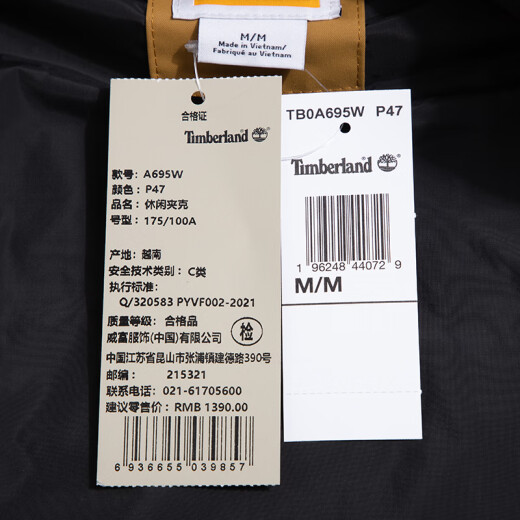 M/M
Made in Vietnam/
Fabriqué au Vietnam
合格证
Timberland
款号: A695W
颜色: P47
品名: 休闲夹克
号型: 175/100A
产地: 越南
安全技术类别: C类
执行标准:
Q/320583 PYVF002-2021
质量等级: 合格品
威富服饰(中国)有限公司
检
中国江苏省昆山市张浦镇建德路390号
邮编: 215321
联系电话: 021-61705600
建议零售价: RMB 1390.00
6 936655 039857
TB0A695W P47
Timberland
1 96248 44072 9
M/M